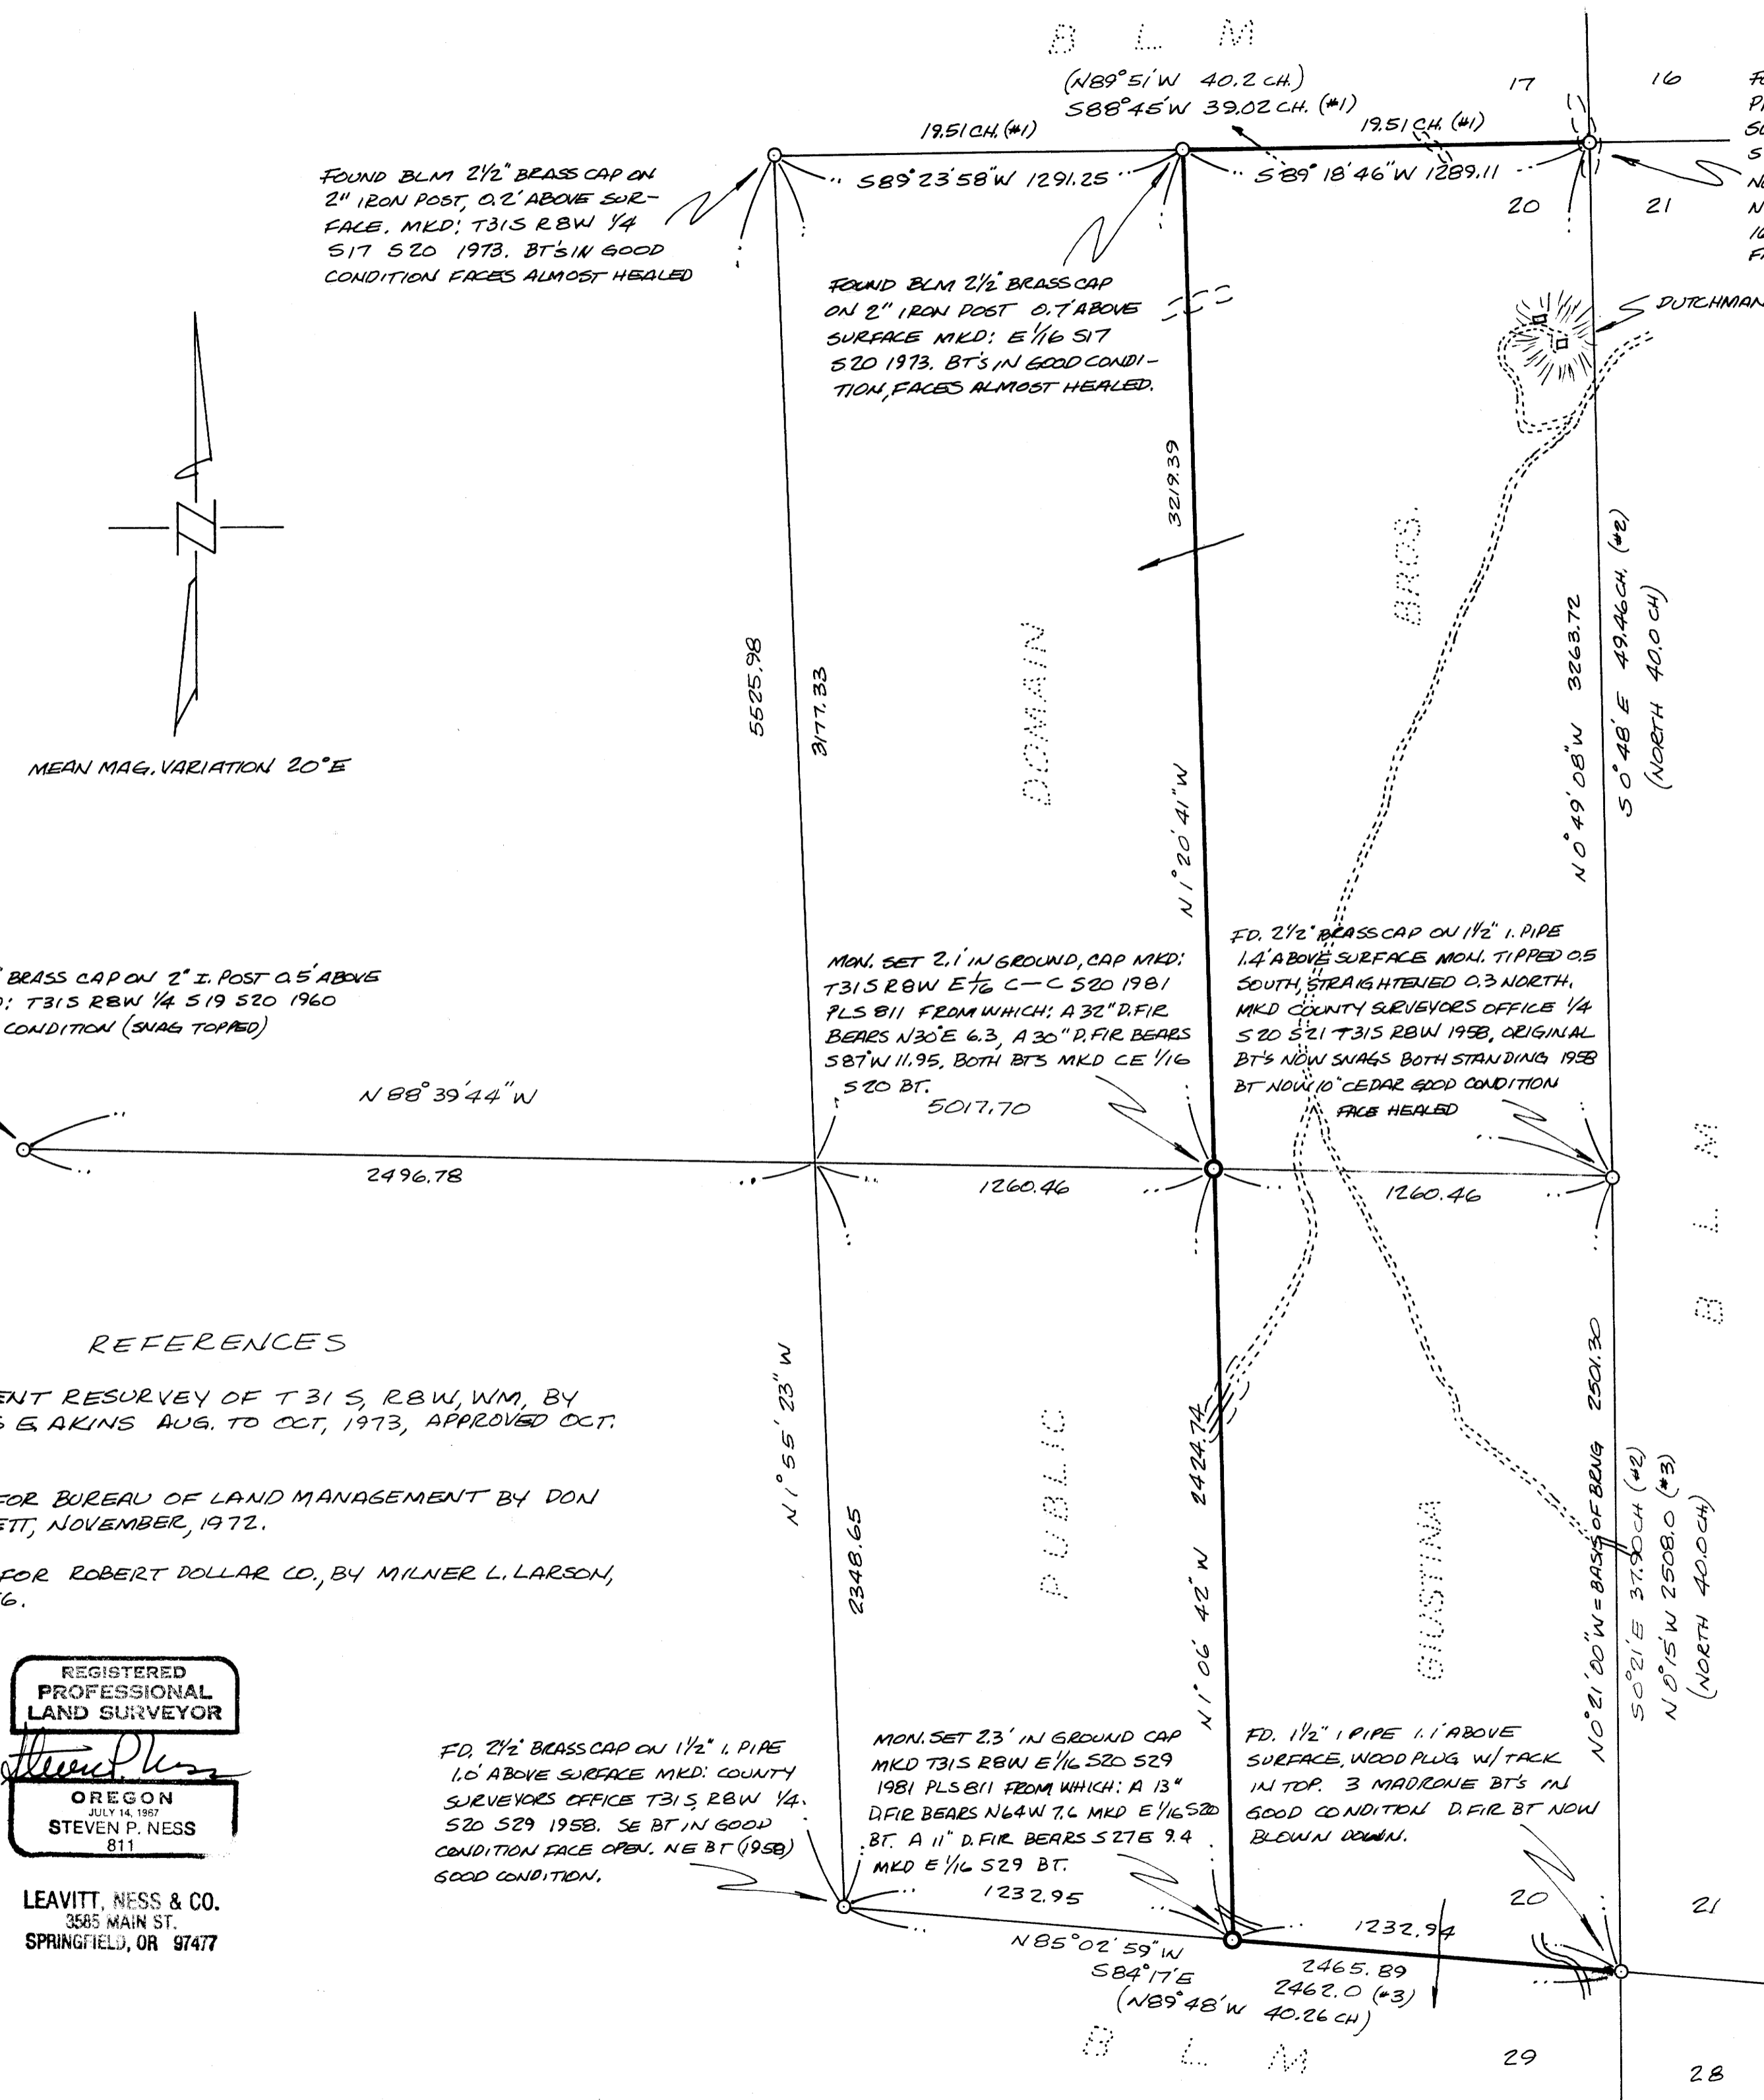 B L M
(N89°51'W 40.2 CH.)
S88°45'W 39.02 CH. (#1)
17
16
19.51 CH. (#1)
19.51 CH. (#1)
S89°23'58"W 1291.25
S89°18'46"W 1289.11
20
21
FOUND BLM 2½" BRASS CAP ON
2" IRON POST, 0.2' ABOVE SUR-
FACE. MKD: T31S R8W ¼
S17 S20 1973. BT'S IN GOOD
CONDITION FACES ALMOST HEALED
FOUND BLM 2½" BRASS CAP
ON 2" IRON POST 0.7' ABOVE
SURFACE MKD: E 1/16 S17
S20 1973. BT'S IN GOOD CONDI-
TION, FACES ALMOST HEALED.
DUTCHMAN
N
MEAN MAG. VARIATION 20°E
5525.98
3177.33
DOMAIN
3219.39
N 1°20'41"W
BROS.
N 0°49'08"W 3263.72
S 0°48'E 49.46 CH. (#2)
(NORTH 40.0 CH)
BRASS CAP ON 2" I. POST 0.5' ABOVE
: T31S R8W ¼ S19 S20 1960
CONDITION (SNAG TOPPED)
MON. SET 2.1' IN GROUND, CAP MKD:
T31S R8W E 1/16 C-C S20 1981
PLS 811 FROM WHICH: A 32" D.FIR
BEARS N30°E 6.3, A 30" D.FIR BEARS
S87°W 11.95, BOTH BTS MKD CE 1/16
S20 BT.
FD. 2½" BRASS CAP ON 1½" I. PIPE
1.4' ABOVE SURFACE MON. TIPPED 0.5
SOUTH, STRAIGHTENED 0.3 NORTH.
MKD COUNTY SURVEYORS OFFICE ¼
S20 S21 T31S R8W 1958, ORIGINAL
BT'S NOW SNAGS BOTH STANDING 1958
BT NOW 10" CEDAR GOOD CONDITION
FACE HEALED
N 88°39'44"W
5017.70
2496.78
1260.46
1260.46
B L M
REFERENCES
ENT RESURVEY OF T 31 S, R8W, WM, BY
S E. AKINS AUG. TO OCT, 1973, APPROVED OCT.
FOR BUREAU OF LAND MANAGEMENT BY DON
ETT, NOVEMBER, 1972.
FOR ROBERT DOLLAR CO., BY MILNER L. LARSON,
6.
N 1°55'23"W
2348.65
PUBLIC
N 1°06'42"W 2424.74
GIUSTINA
N0°21'00"W = BASIS OF BRNG 2501.30
S0°21'E 37.90 CH (#2)
N 0°15'W 2508.0 (#3)
(NORTH 40.0 CH)
REGISTERED
PROFESSIONAL
LAND SURVEYOR
Steven P. Ness
OREGON
JULY 14, 1967
STEVEN P. NESS
811
LEAVITT, NESS & CO.
3585 MAIN ST.
SPRINGFIELD, OR 97477
FD. 2½" BRASS CAP ON 1½" I. PIPE
1.0' ABOVE SURFACE MKD: COUNTY
SURVEYORS OFFICE T31S, R8W ¼.
S20 S29 1958. SE BT IN GOOD
CONDITION FACE OPEN. NE BT (1958)
GOOD CONDITION.
MON. SET 2.3' IN GROUND CAP
MKD T31S R8W E 1/16 S20 S29
1981 PLS 811 FROM WHICH: A 13"
D.FIR BEARS N64W 7.6 MKD E 1/16 S20
BT. A 11" D.FIR BEARS S27E 9.4
MKD E 1/16 S29 BT.
FD. 1½" I PIPE 1.1' ABOVE
SURFACE, WOOD PLUG W/ TACK
IN TOP. 3 MADRONE BT'S IN
GOOD CONDITION D.FIR BT NOW
BLOWN DOWN.
1232.95
1232.94
20
21
N85°02'59"W
2465.89
S84°17'E
2462.0 (#3)
(N89°48'W 40.26 CH)
B L M
29
28